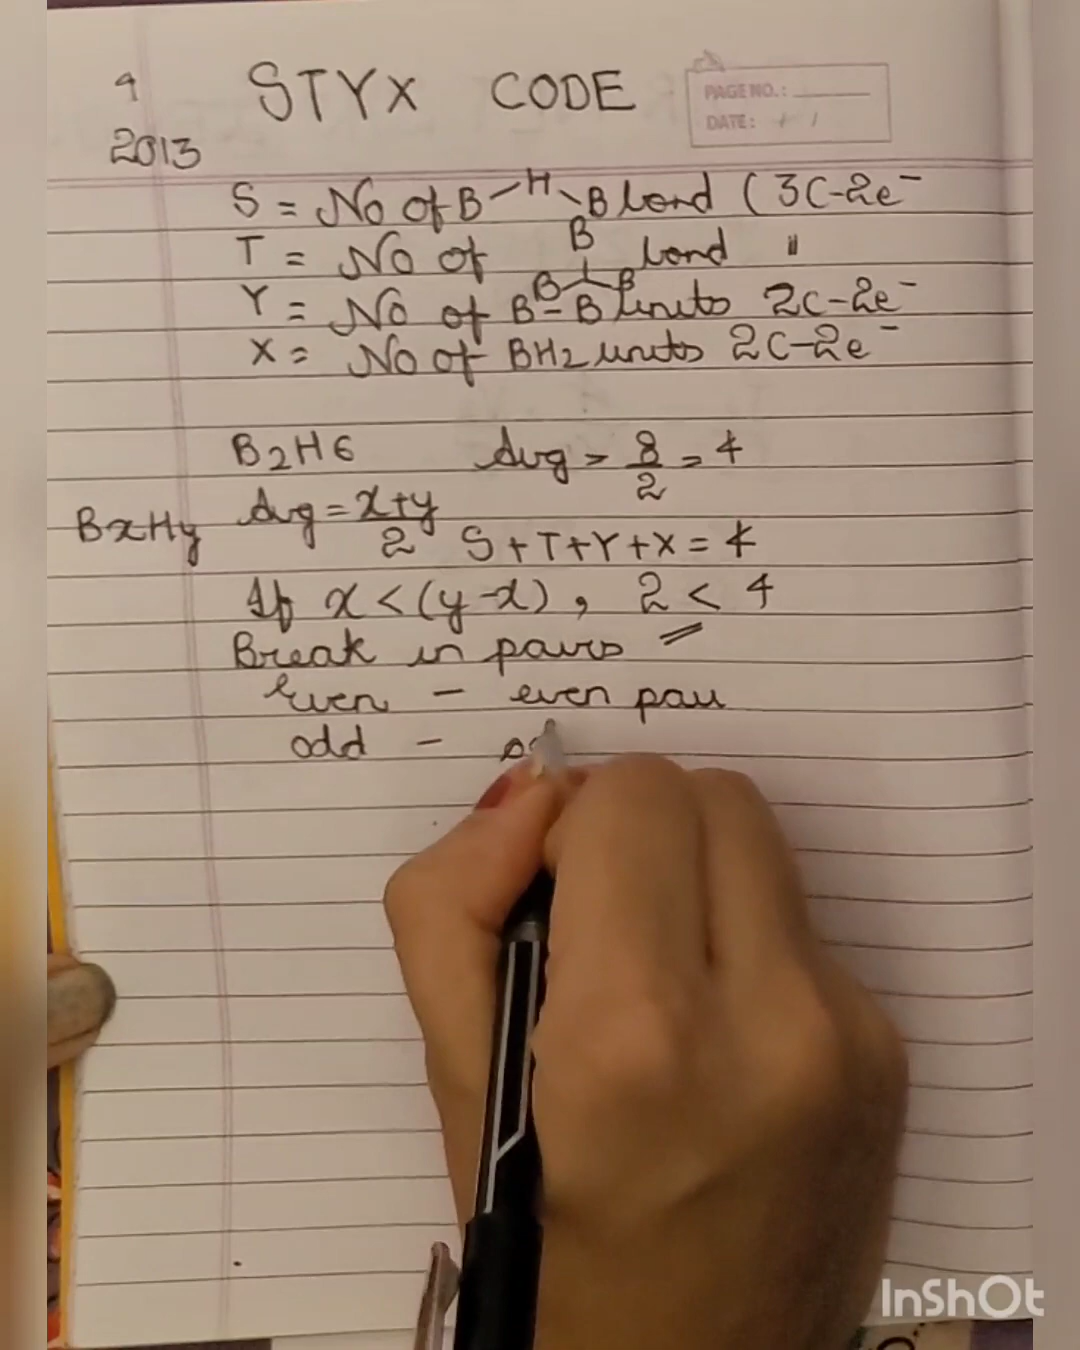 9
STYX CODE
PAGE NO.:
DATE: / /
2013
S = No of B-H-B bond (3C-2e⁻
T = No of B B B bond "
Y = No of B-B units 2C-2e⁻
X = No of BH2 units 2C-2e⁻
B2H6 Avg = 8/2 = 4
BxHy Avg = x+y/2 S+T+Y+X = 4
If x < (y-x), 2 < 4
Break in pairs
Even - even pair
odd -
InShOt